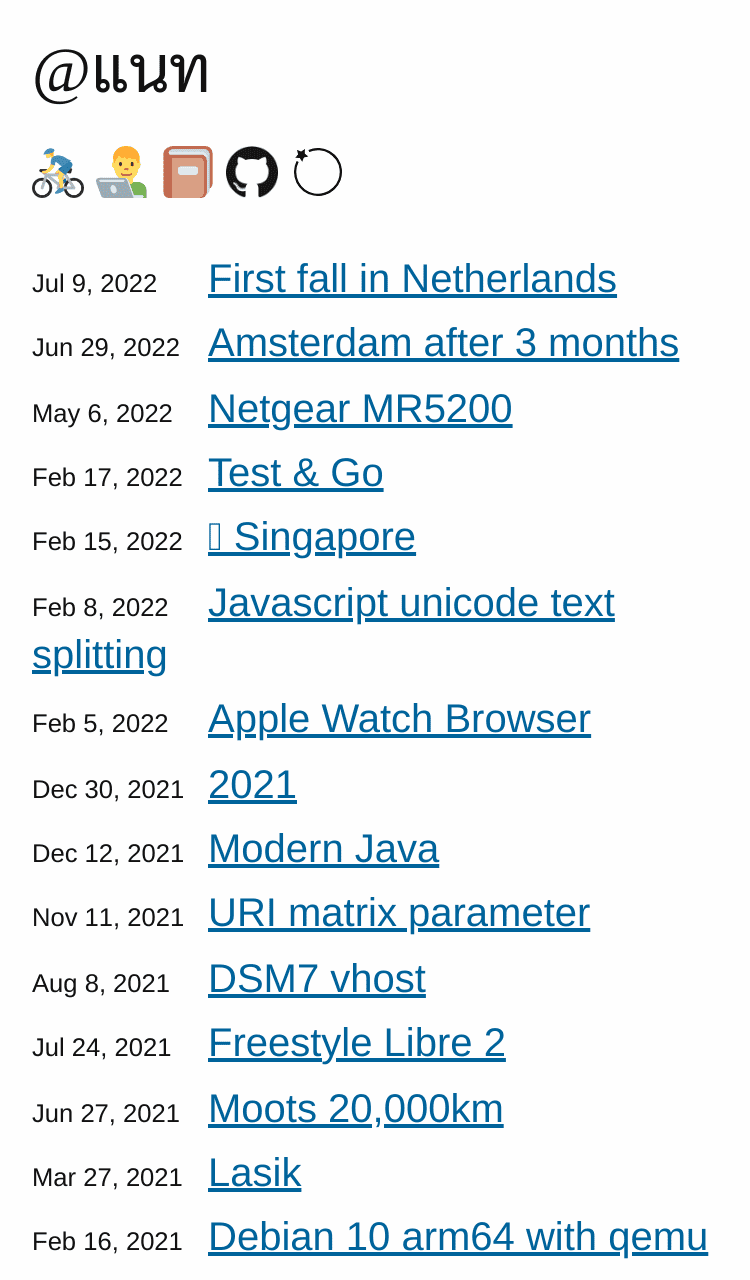 @แนท
Jul 9, 2022 First fall in Netherlands
Jun 29, 2022 Amsterdam after 3 months
May 6, 2022 Netgear MR5200
Feb 17, 2022 Test & Go
Feb 15, 2022 Singapore
Feb 8, 2022 Javascript unicode text
splitting
Feb 5, 2022 Apple Watch Browser
Dec 30, 2021 2021
Dec 12, 2021 Modern Java
Nov 11, 2021 URI matrix parameter
Aug 8, 2021 DSM7 vhost
Jul 24, 2021 Freestyle Libre 2
Jun 27, 2021 Moots 20,000km
Mar 27, 2021 Lasik
Feb 16, 2021 Debian 10 arm64 with qemu